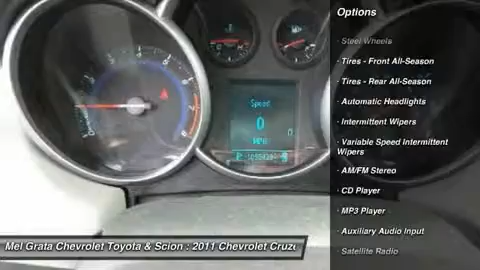 Options
· Steel Wheels
· Tires - Front All-Season
· Tires - Rear All-Season
· Automatic Headlights
· Intermittent Wipers
· Variable Speed Intermittent
Wipers
· AM/FM Stereo
· CD Player
· MP3 Player
· Auxiliary Audio Input
· Satellite Radio
Speed
0
MPH
Mel Grata Chevrolet Toyota & Scion : 2011 Chevrolet Cruze